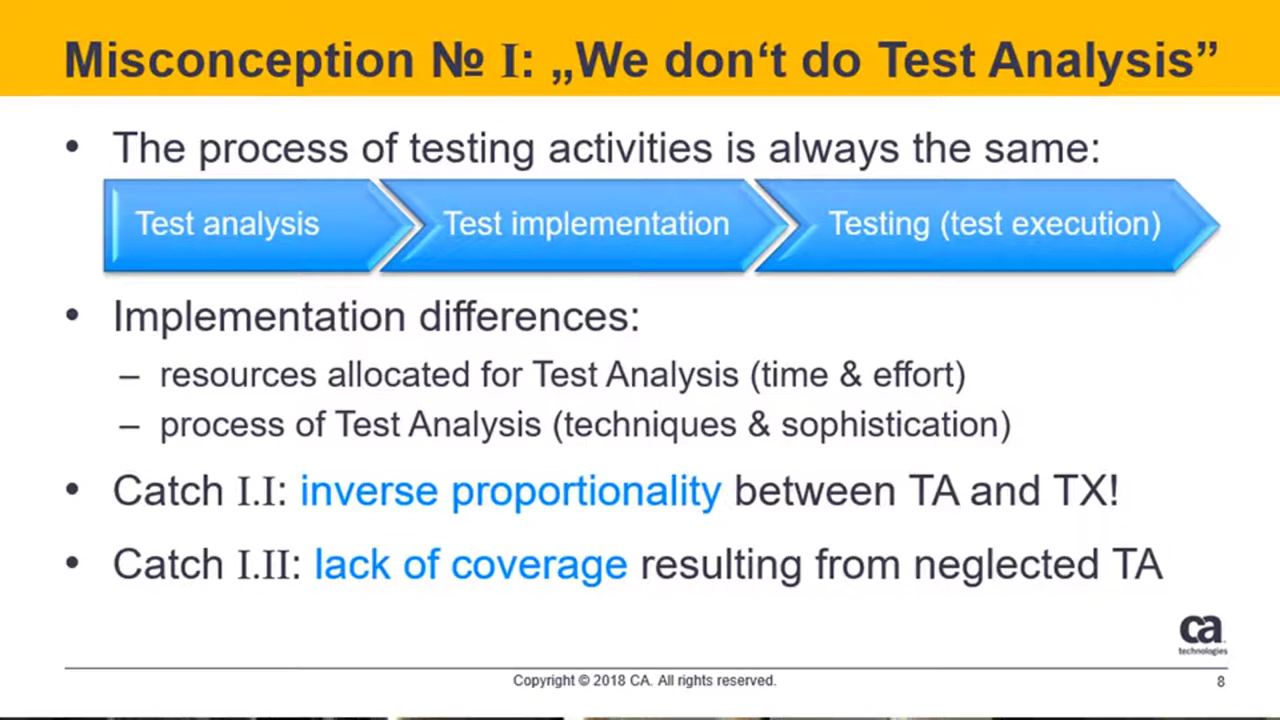 Misconception № I: „We don‘t do Test Analysis”
• The process of testing activities is always the same:
Test analysis
Test implementation
Testing (test execution)
• Implementation differences:
– resources allocated for Test Analysis (time & effort)
– process of Test Analysis (techniques & sophistication)
• Catch I.I: inverse proportionality between TA and TX!
• Catch I.II: lack of coverage resulting from neglected TA
ca
technologies
Copyright © 2018 CA. All rights reserved.
8